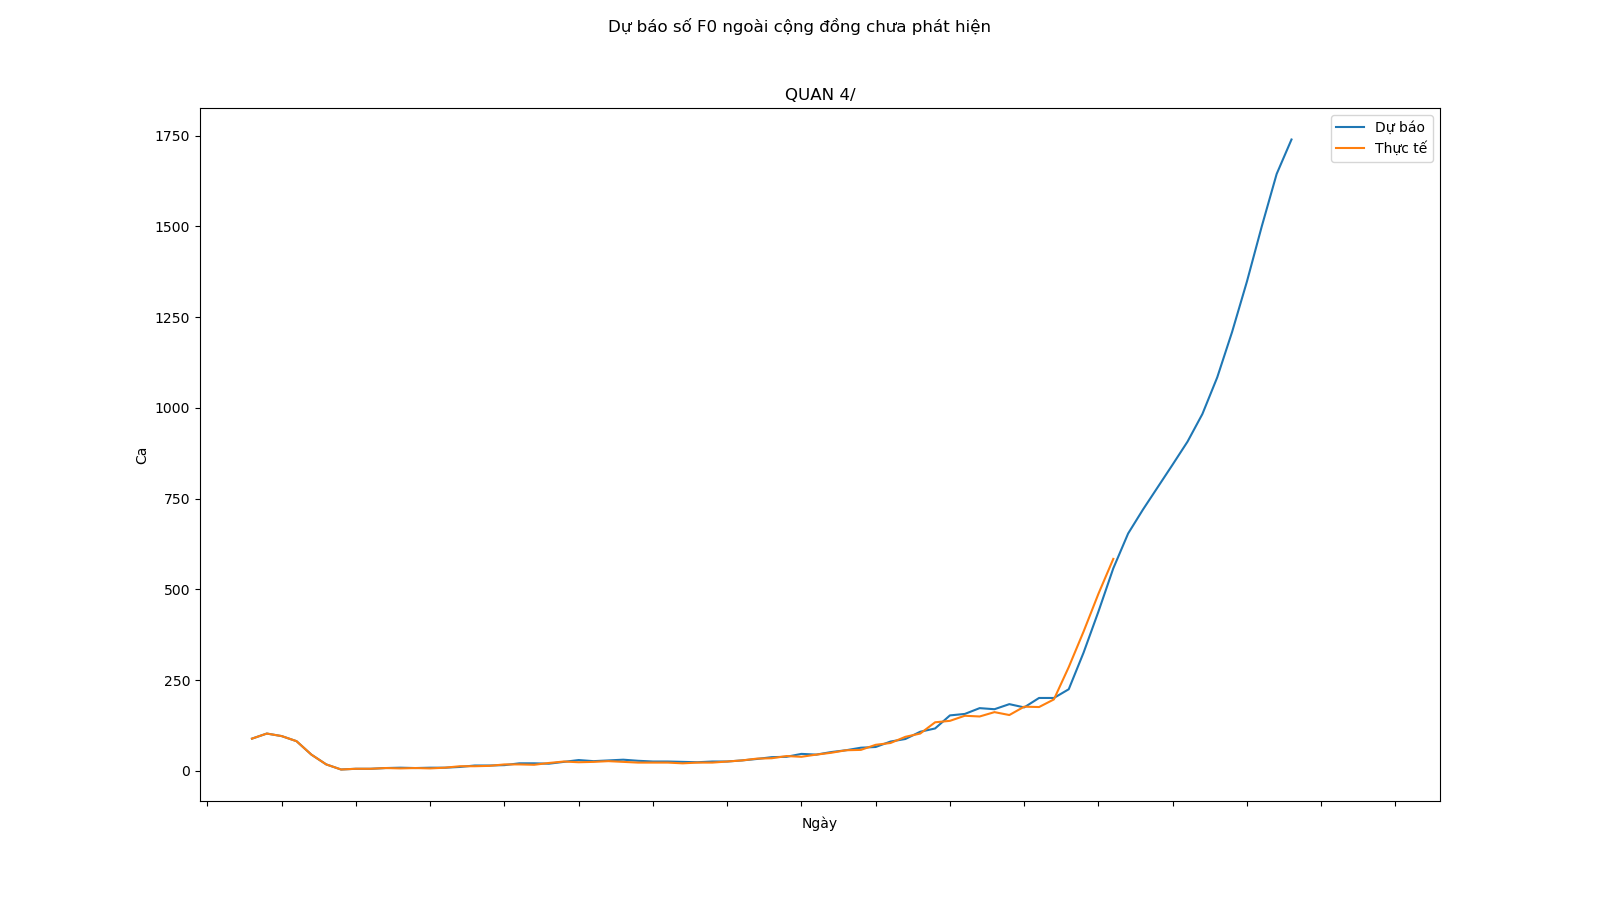 Dự báo số F0 ngoài cộng đồng chưa phát hiện
QUAN 4/
Dự báo
Thực tế
1750
1500
1250
1000
750
500
250
0
Ca
Ngày